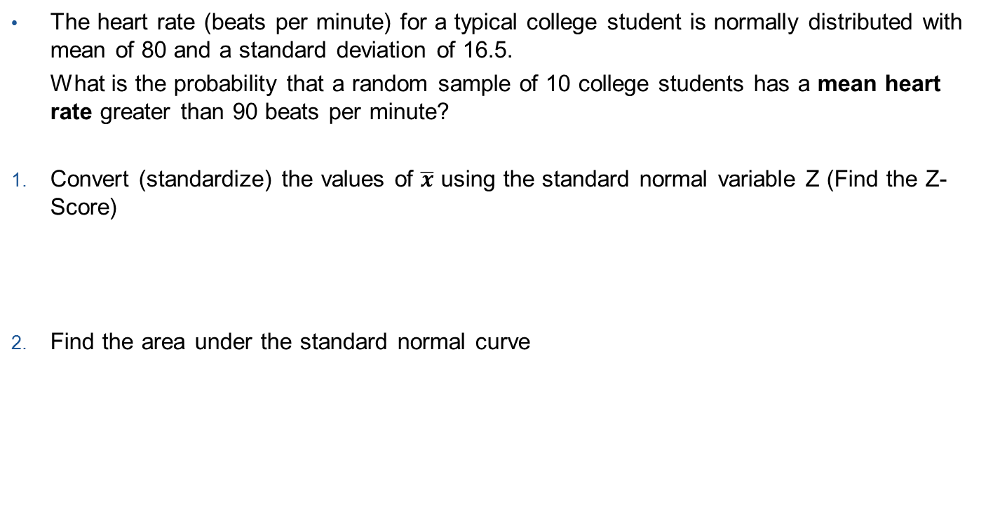 • The heart rate (beats per minute) for a typical college student is normally distributed with
mean of 80 and a standard deviation of 16.5.
What is the probability that a random sample of 10 college students has a mean heart
rate greater than 90 beats per minute?
1. Convert (standardize) the values of x̅ using the standard normal variable Z (Find the Z-
Score)
2. Find the area under the standard normal curve